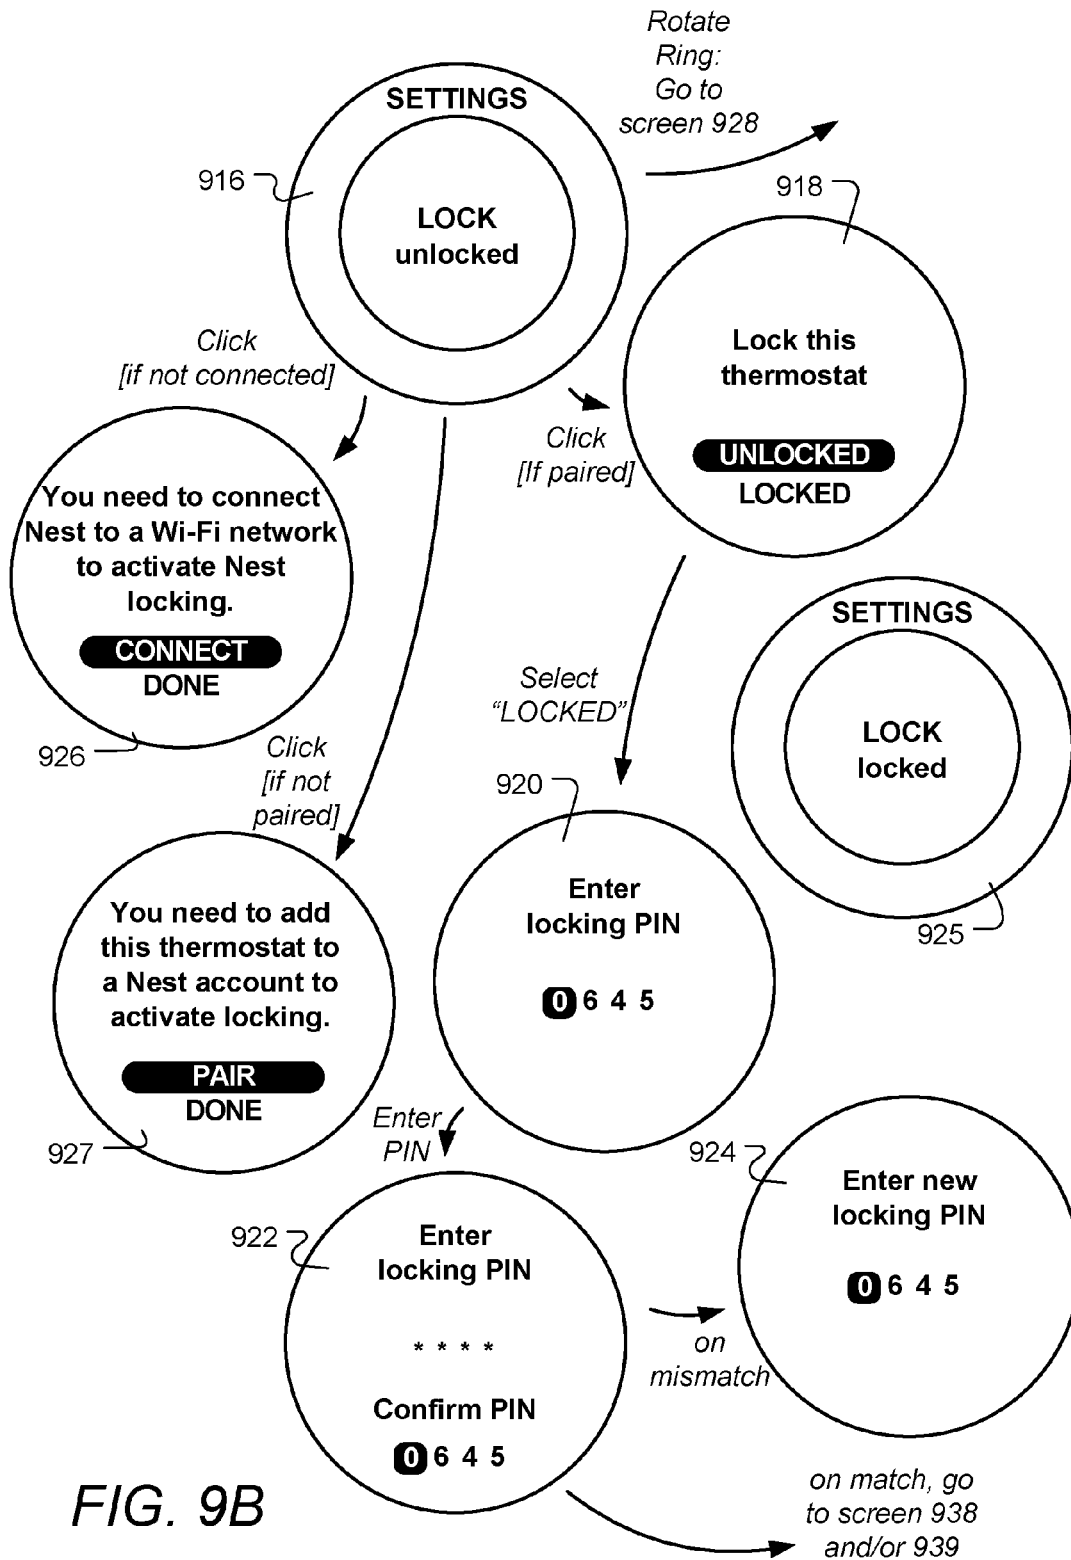 Rotate
Ring:
Go to
screen 928
SETTINGS
916
LOCK
unlocked
918
Lock this
thermostat
UNLOCKED
LOCKED
Click
[if not connected]
Click
[If paired]
You need to connect
Nest to a Wi-Fi network
to activate Nest
locking.
CONNECT
DONE
926
Click
[if not
paired]
Select
“LOCKED”
SETTINGS
LOCK
locked
925
920
Enter
locking PIN
0 6 4 5
You need to add
this thermostat to
a Nest account to
activate locking.
PAIR
DONE
927
Enter
PIN
922
Enter
locking PIN
* * * *
Confirm PIN
0 6 4 5
924
Enter new
locking PIN
0 6 4 5
on
mismatch
on match, go
to screen 938
and/or 939
FIG. 9B